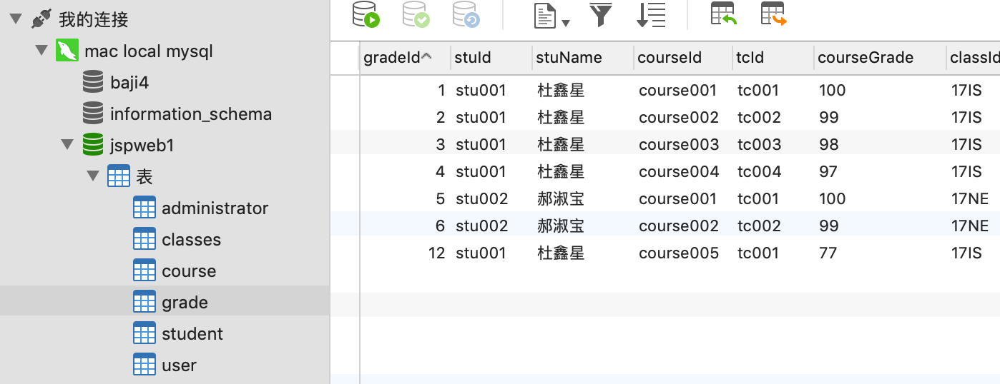 我的连接
mac local mysql
baji4
information_schema
jspweb1
表
administrator
classes
course
grade
student
user
gradeId stuId stuName courseId tcId courseGrade classId
1 stu001 杜鑫星 course001 tc001 100 17IS
2 stu001 杜鑫星 course002 tc002 99 17IS
3 stu001 杜鑫星 course003 tc003 98 17IS
4 stu001 杜鑫星 course004 tc004 97 17IS
5 stu002 郝淑宝 course001 tc001 100 17NE
6 stu002 郝淑宝 course002 tc002 99 17NE
12 stu001 杜鑫星 course005 tc001 77 17IS